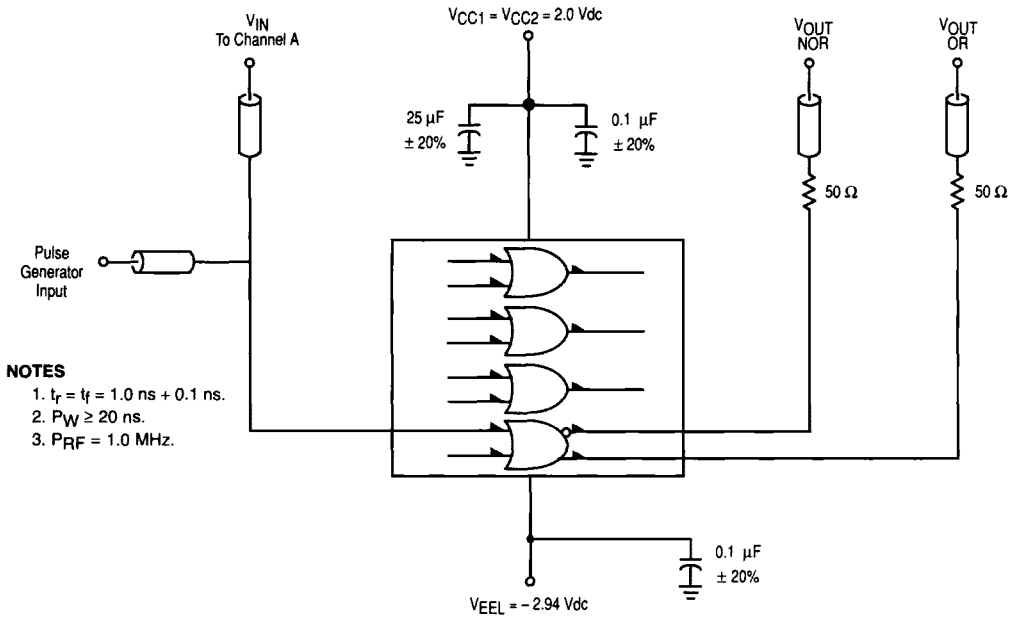 VIN
To Channel A
VCC1 = VCC2 = 2.0 Vdc
VOUT
NOR
VOUT
OR
25 µF
± 20%
0.1 µF
± 20%
50 Ω
50 Ω
Pulse
Generator
Input
NOTES
1. tr = tf = 1.0 ns + 0.1 ns.
2. PW ≥ 20 ns.
3. PRF = 1.0 MHz.
0.1 µF
± 20%
VEEL = – 2.94 Vdc